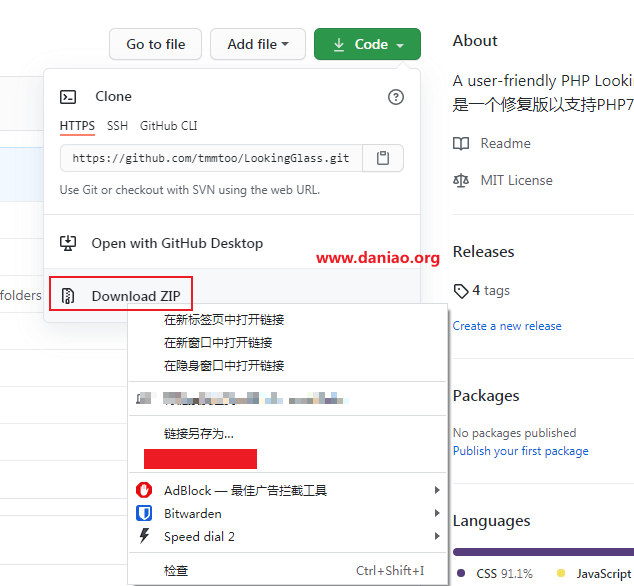 Go to file
Add file
Code
About
Clone
A user-friendly PHP Looki
HTTPS SSH GitHub CLI
是一个修复版以支持PHP7
https://github.com/tmmtoo/LookingGlass.git
Readme
Use Git or checkout with SVN using the web URL.
MIT License
Open with GitHub Desktop
www.daniao.org
Releases
folders
Download ZIP
4 tags
在新标签页中打开链接
Create a new release
在新窗口中打开链接
在隐身窗口中打开链接
Packages
链接另存为...
No packages published
Publish your first package
AdBlock — 最佳广告拦截工具
Bitwarden
Languages
Speed dial 2
检查 Ctrl+Shift+I
CSS 91.1% JavaScript